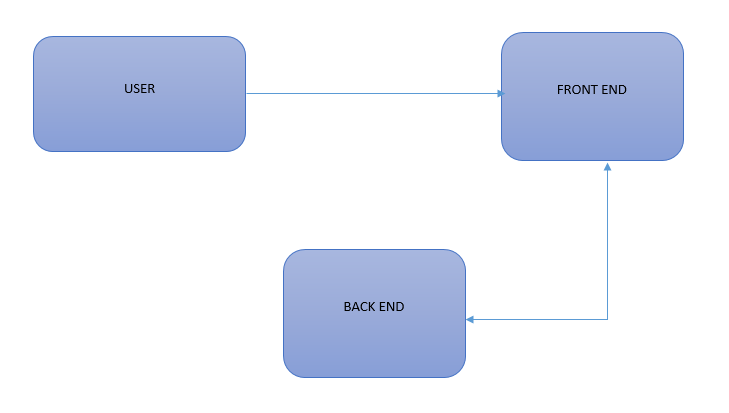 USER
FRONT END
BACK END